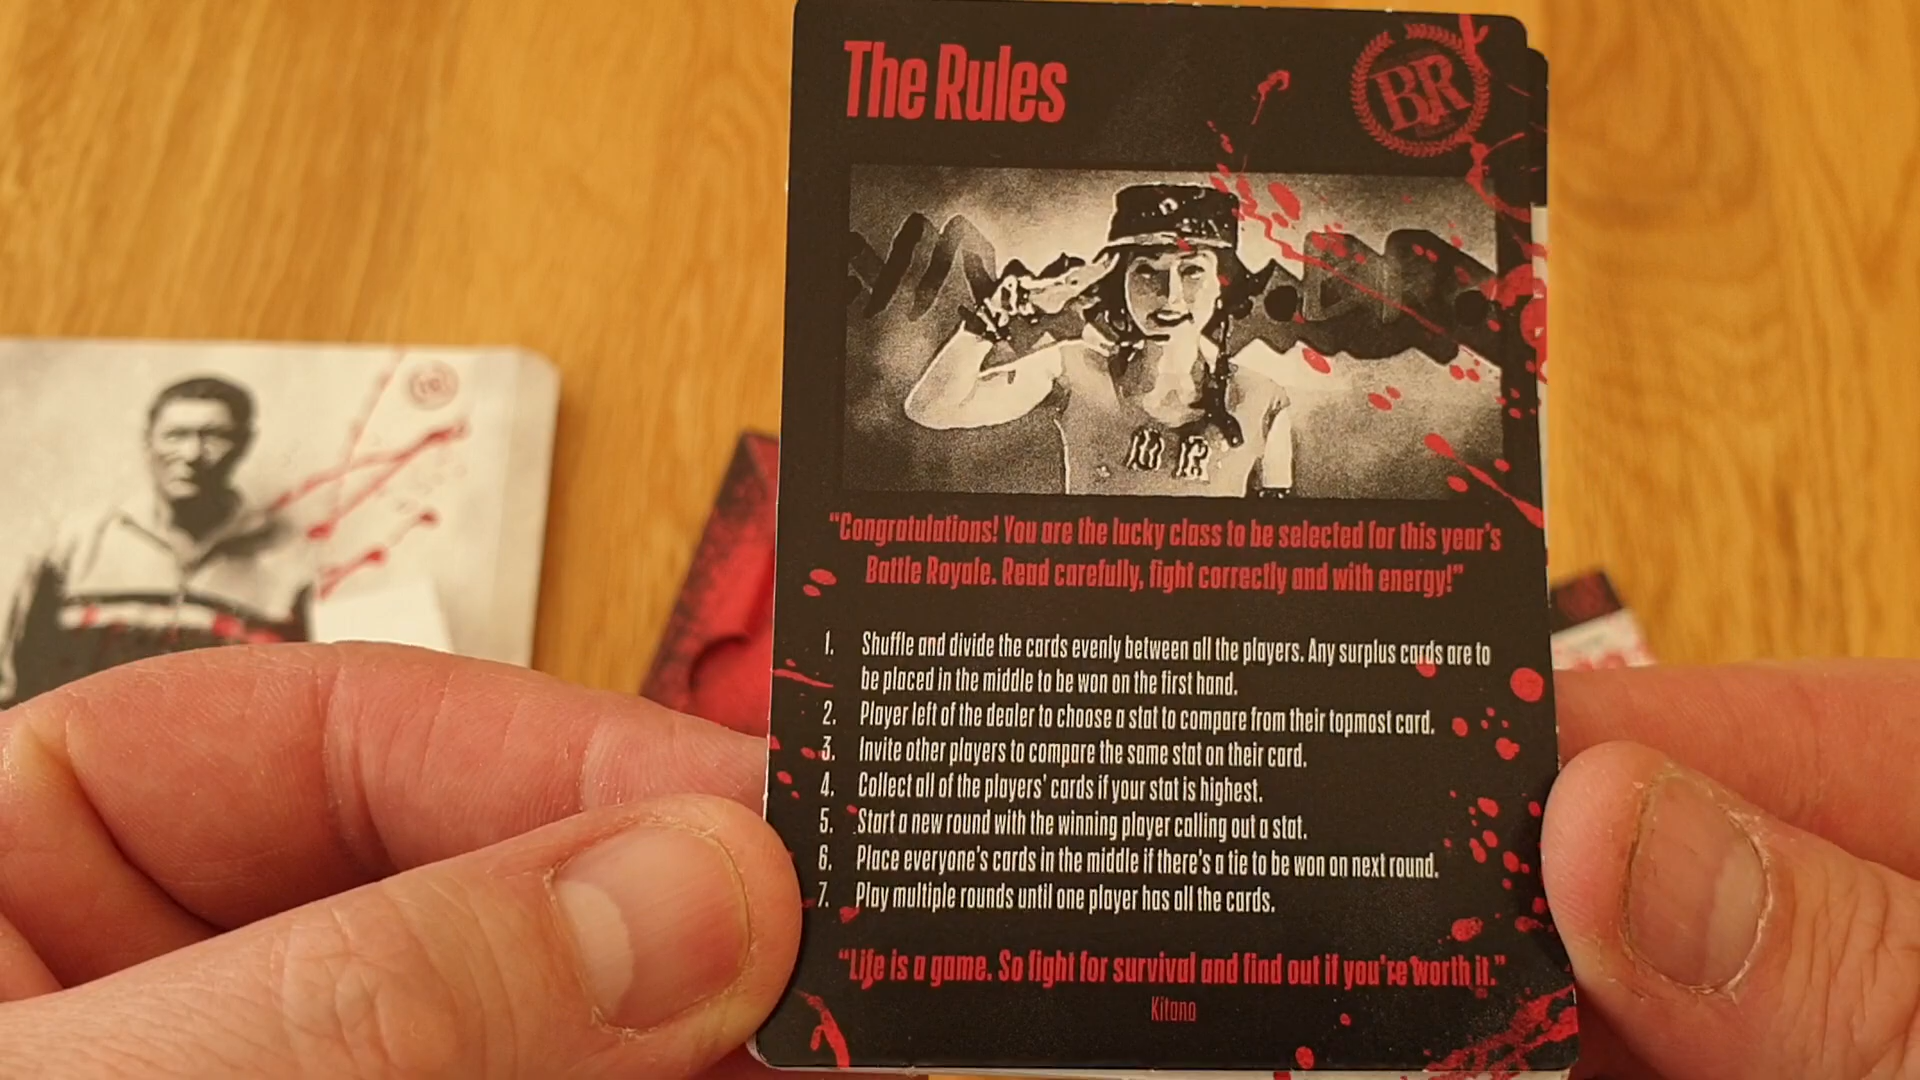 The Rules
BR
"Congratulations! You are the lucky class to be selected for this year's
Battle Royale. Read carefully, fight correctly and with energy!"
1. Shuffle and divide the cards evenly between all the players. Any surplus cards are to
be placed in the middle to be won on the first hand.
2. Player left of the dealer to choose a stat to compare from their topmost card.
3. Invite other players to compare the same stat on their card.
4. Collect all of the players' cards if your stat is highest.
5. Start a new round with the winning player calling out a stat.
6. Place everyone's cards in the middle if there's a tie to be won on next round.
7. Play multiple rounds until one player has all the cards.
"Life is a game. So fight for survival and find out if you're worth it."
Kitano